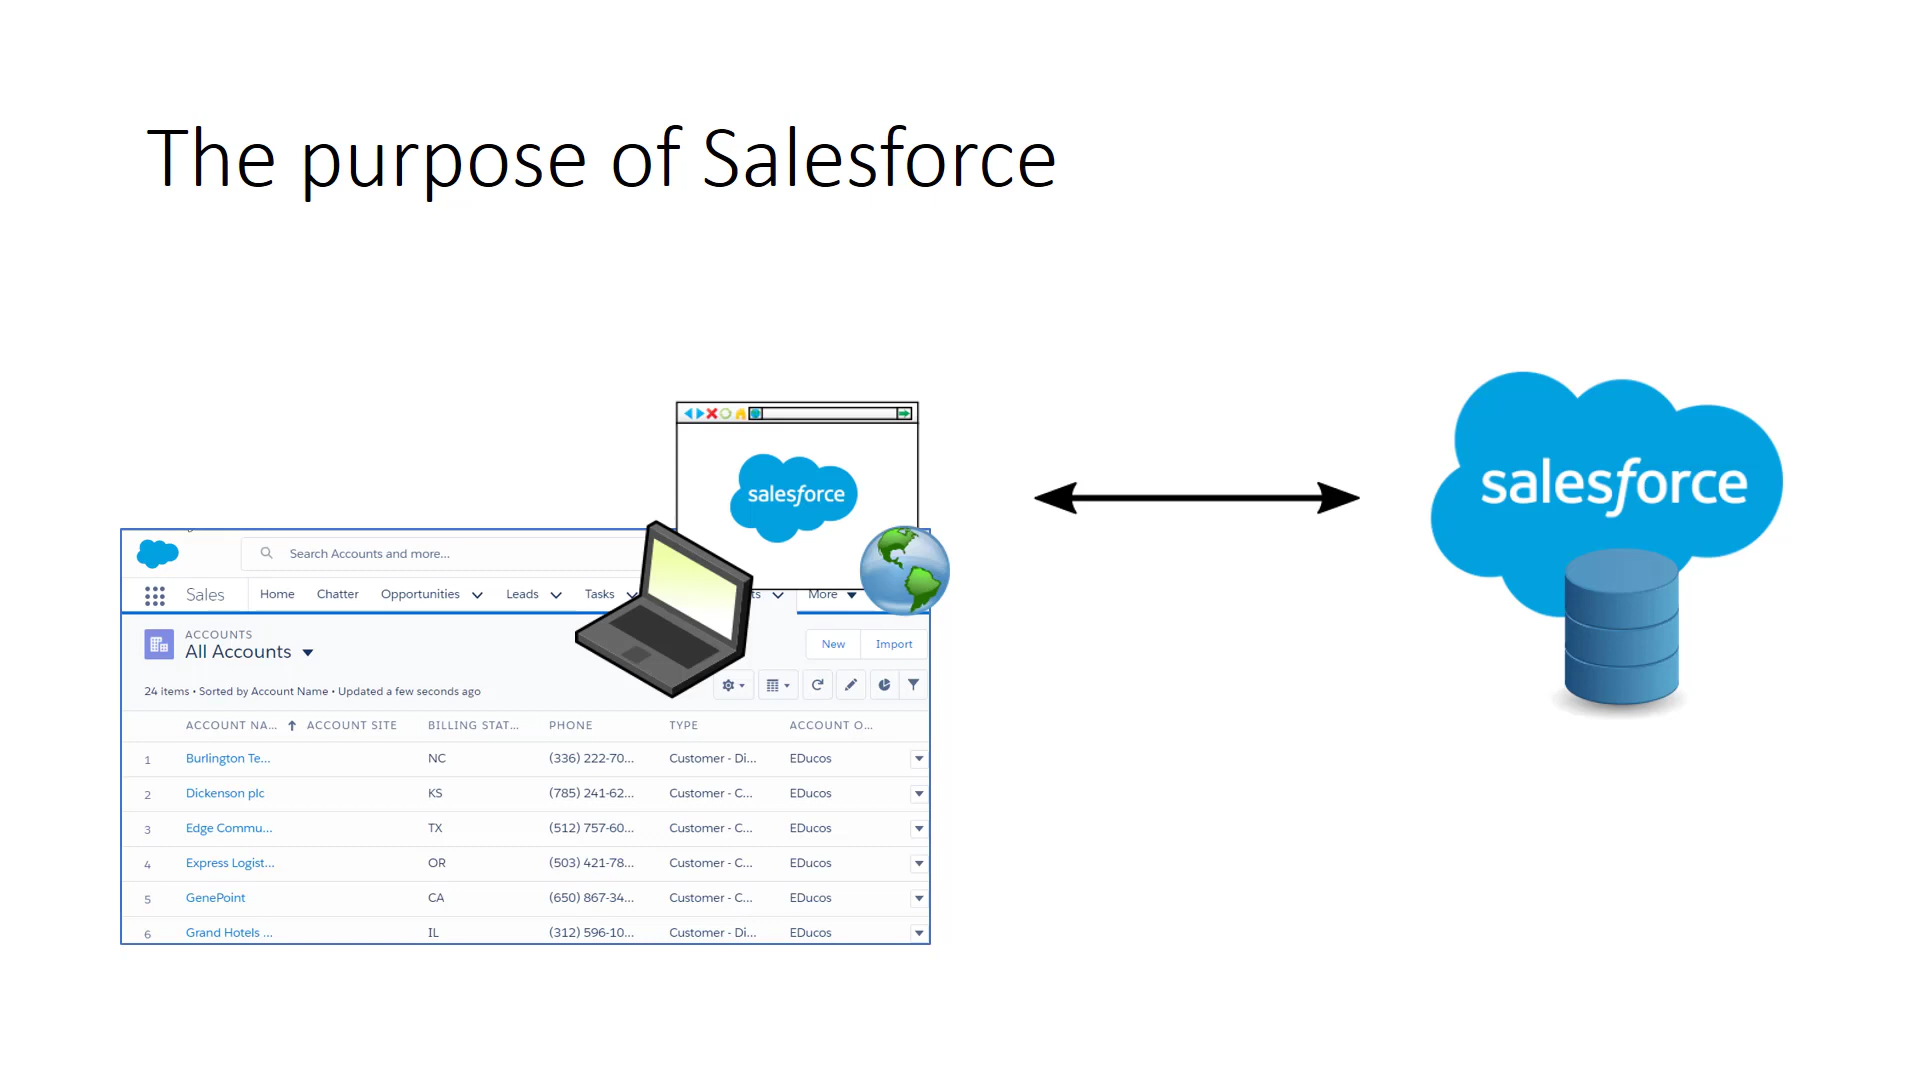 The purpose of Salesforce
salesforce
salesforce
Search Accounts and more...
Sales Home Chatter Opportunities Leads Tasks ts More
ACCOUNTS
All Accounts
New Import
24 items • Sorted by Account Name • Updated a few seconds ago
ACCOUNT NA... ACCOUNT SITE BILLING STAT... PHONE TYPE ACCOUNT O...
1 Burlington Te... NC (336) 222-70... Customer - Di... EDucos
2 Dickenson plc KS (785) 241-62... Customer - C... EDucos
3 Edge Commu... TX (512) 757-60... Customer - C... EDucos
4 Express Logist... OR (503) 421-78... Customer - C... EDucos
5 GenePoint CA (650) 867-34... Customer - C... EDucos
6 Grand Hotels ... IL (312) 596-10... Customer - Di... EDucos